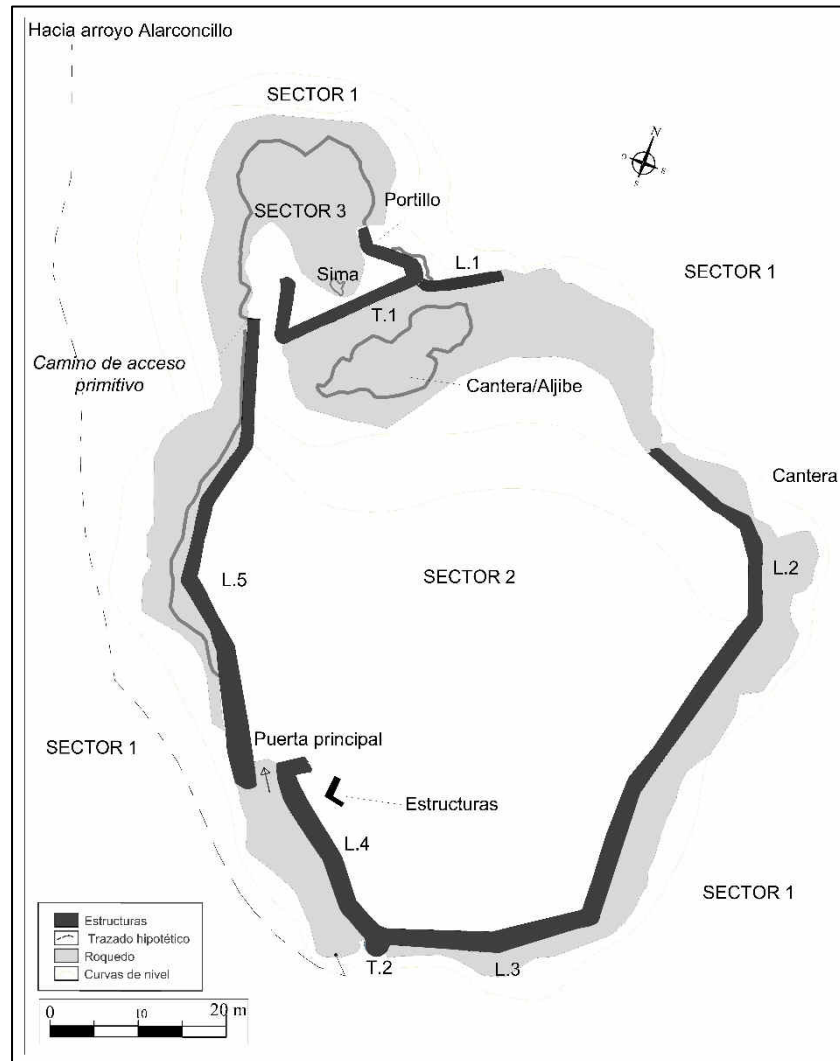 Hacia arroyo Alarconcillo
SECTOR 1
N
o
e
s
Portillo
SECTOR 3
L.1
SECTOR 1
Sima
T.1
Camino de acceso
primitivo
Cantera/Aljibe
Cantera
L.5
SECTOR 2
L.2
Puerta principal
SECTOR 1
Estructuras
L.4
SECTOR 1
T.2
L.3
Estructuras
Trazado hipotético
Roquedo
Curvas de nivel
0 10 20 m